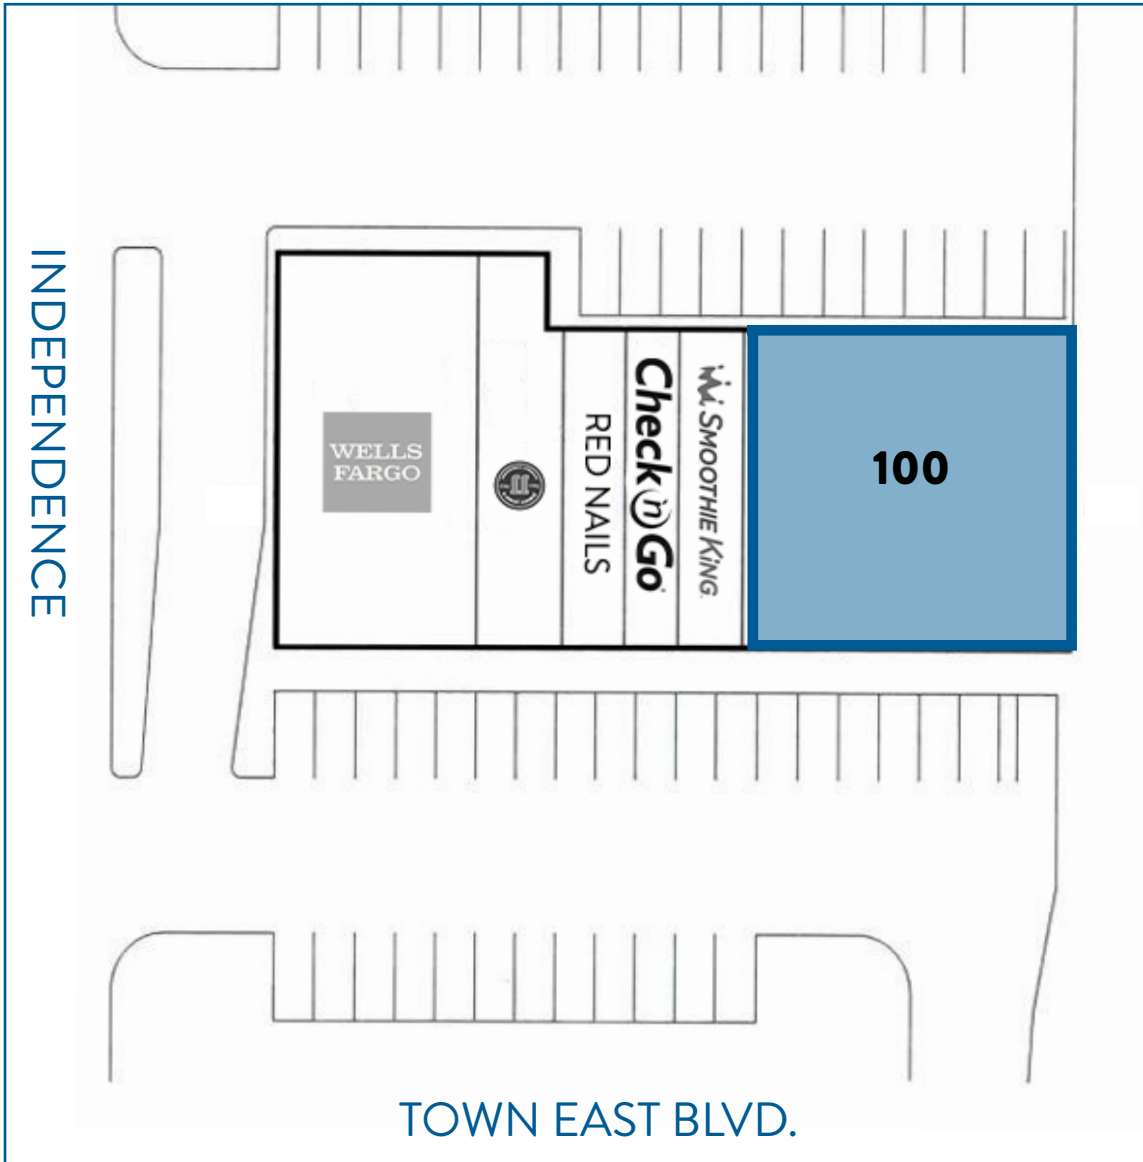 INDEPENDENCE
WELLS
FARGO
RED NAILS
Check 'n Go
SMOOTHIE KING
100
TOWN EAST BLVD.